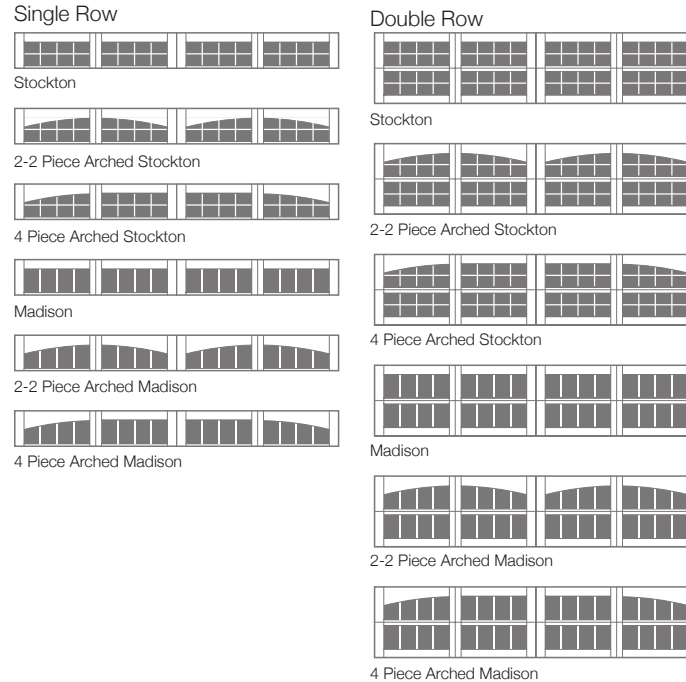 Single Row
Stockton
2-2 Piece Arched Stockton
4 Piece Arched Stockton
Madison
2-2 Piece Arched Madison
4 Piece Arched Madison
Double Row
Stockton
2-2 Piece Arched Stockton
4 Piece Arched Stockton
Madison
2-2 Piece Arched Madison
4 Piece Arched Madison